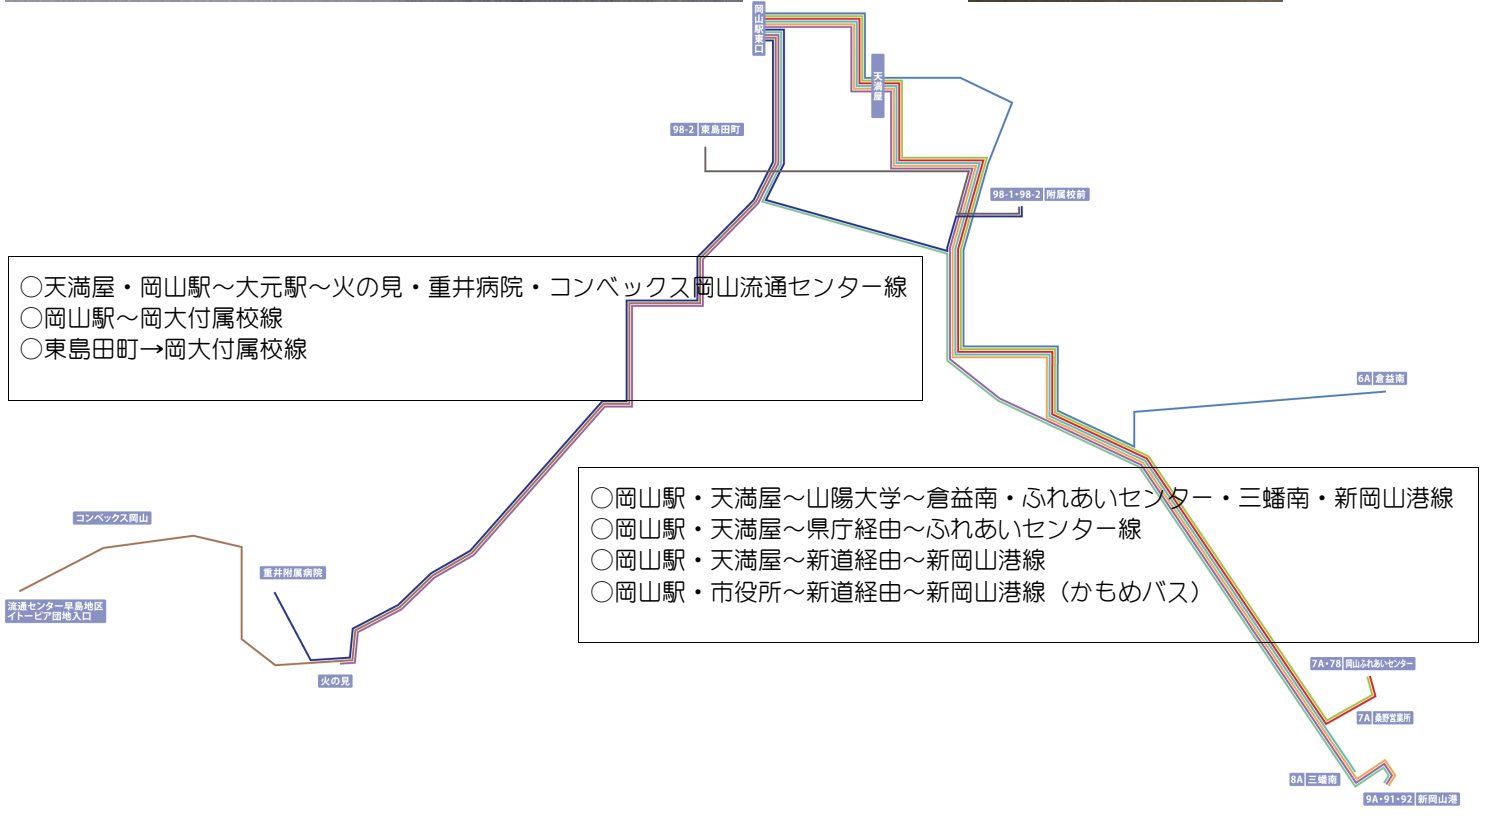 岡山駅東口
天満屋
98-2 東島田町
98-1・98-2 附属校前
○天満屋・岡山駅～大元駅～火の見・重井病院・コンベックス岡山流通センター線
○岡山駅～岡大付属校線
○東島田町→岡大付属校線
6A 倉益南
○岡山駅・天満屋～山陽大学～倉益南・ふれあいセンター・三蟠南・新岡山港線
○岡山駅・天満屋～県庁経由～ふれあいセンター線
○岡山駅・天満屋～新道経由～新岡山港線
○岡山駅・市役所～新道経由～新岡山港線（かもめバス）
コンベックス岡山
重井附属病院
流通センター早島地区
イトーピア団地入口
火の見
7A・78 岡山ふれあいセンター
7A 桑野営業所
8A 三蟠南
9A・91・92 新岡山港